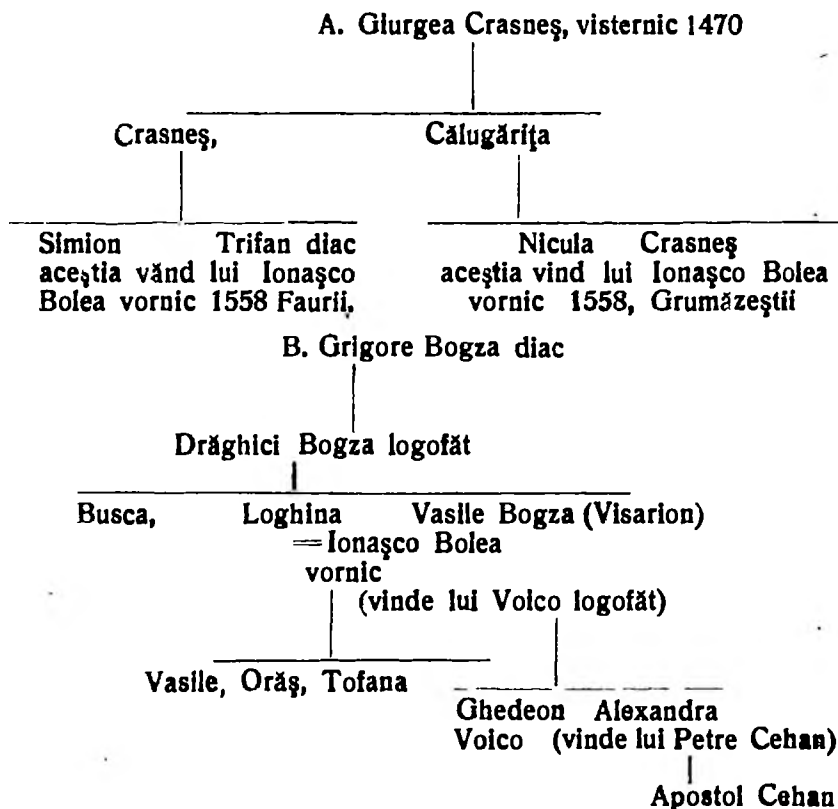 A. Giurgea Crasneş, visternic 1470
Crasneş, Călugăriţa
Simion Trifan diac
aceştia vănd lui Ionaşco
Bolea vornic 1558 Faurii.
Nicula Crasneş
aceştia vind lui Ionaşco Bolea
vornic 1558, Grumăzeştii
B. Grigore Bogza diac
Drăghici Bogza logofăt
Busca, Loghina Vasile Bogza (Visarion)
=Ionaşco Bolea
vornic
(vinde lui Voico logofăt)
Vasile, Orăş, Tofana
Ghedeon Alexandra
Voico (vinde lui Petre Cehan)
Apostol Cehan